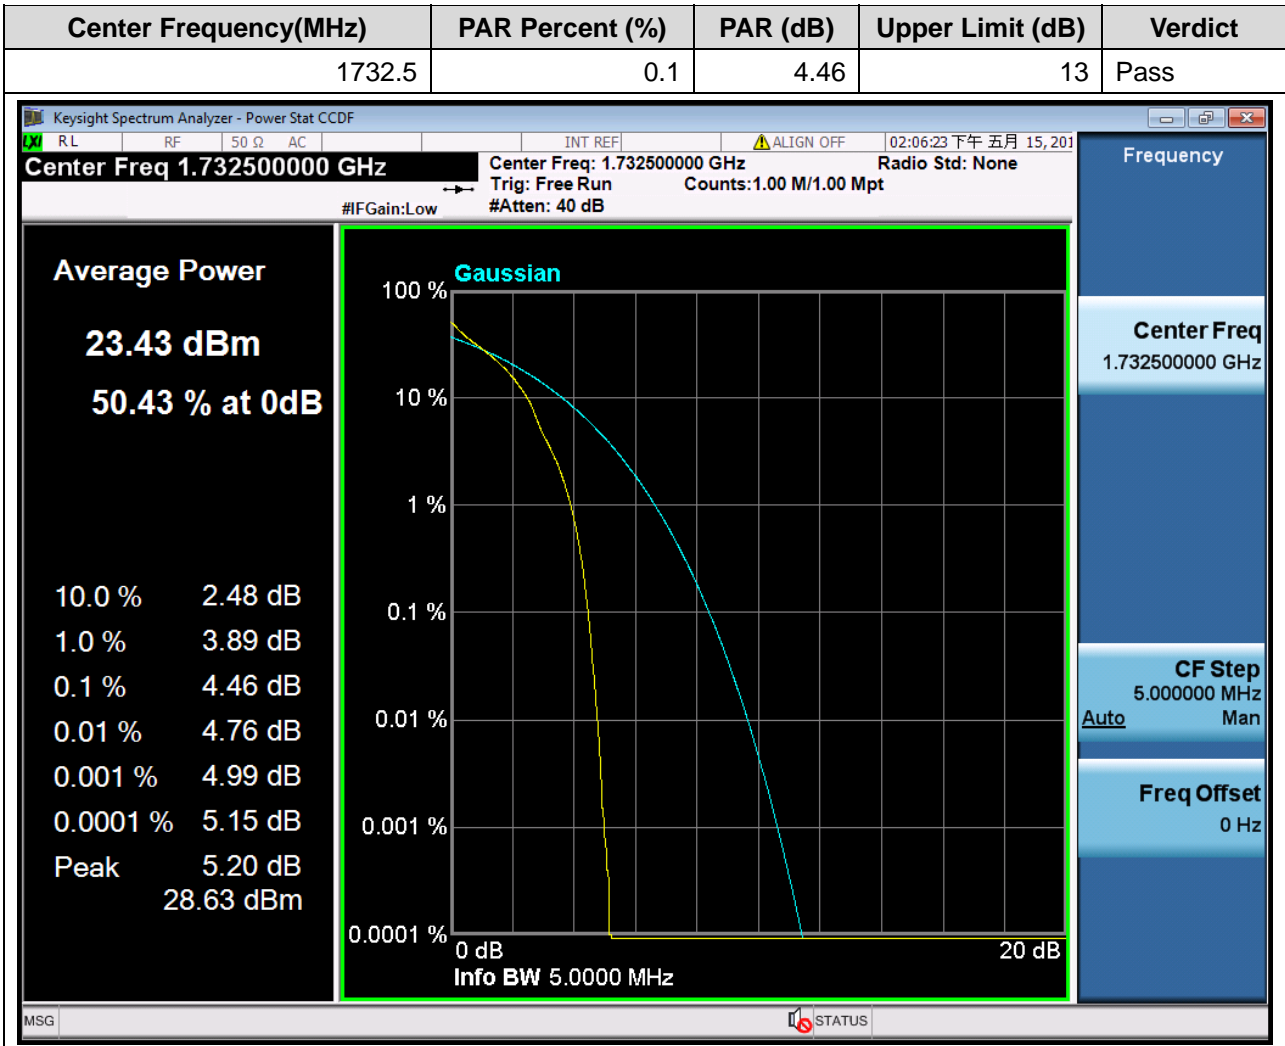 Center Frequency(MHz) PAR Percent (%) PAR (dB) Upper Limit (dB) Verdict
1732.5 0.1 4.46 13 Pass
Keysight Spectrum Analyzer - Power Stat CCDF
LXI RL RF 50 Ω AC INT REF ALIGN OFF 02:06:23 下午 五月 15, 201
Center Freq 1.732500000 GHz
Center Freq: 1.732500000 GHz Radio Std: None
Trig: Free Run Counts:1.00 M/1.00 Mpt
#IFGain:Low #Atten: 40 dB
Average Power
23.43 dBm
50.43 % at 0dB
10.0 % 2.48 dB
1.0 % 3.89 dB
0.1 % 4.46 dB
0.01 % 4.76 dB
0.001 % 4.99 dB
0.0001 % 5.15 dB
Peak 5.20 dB
28.63 dBm
Gaussian
100 %
10 %
1 %
0.1 %
0.01 %
0.001 %
0.0001 %
0 dB 20 dB
Info BW 5.0000 MHz
Frequency
Center Freq
1.732500000 GHz
CF Step
5.000000 MHz
Auto Man
Freq Offset
0 Hz
MSG STATUS